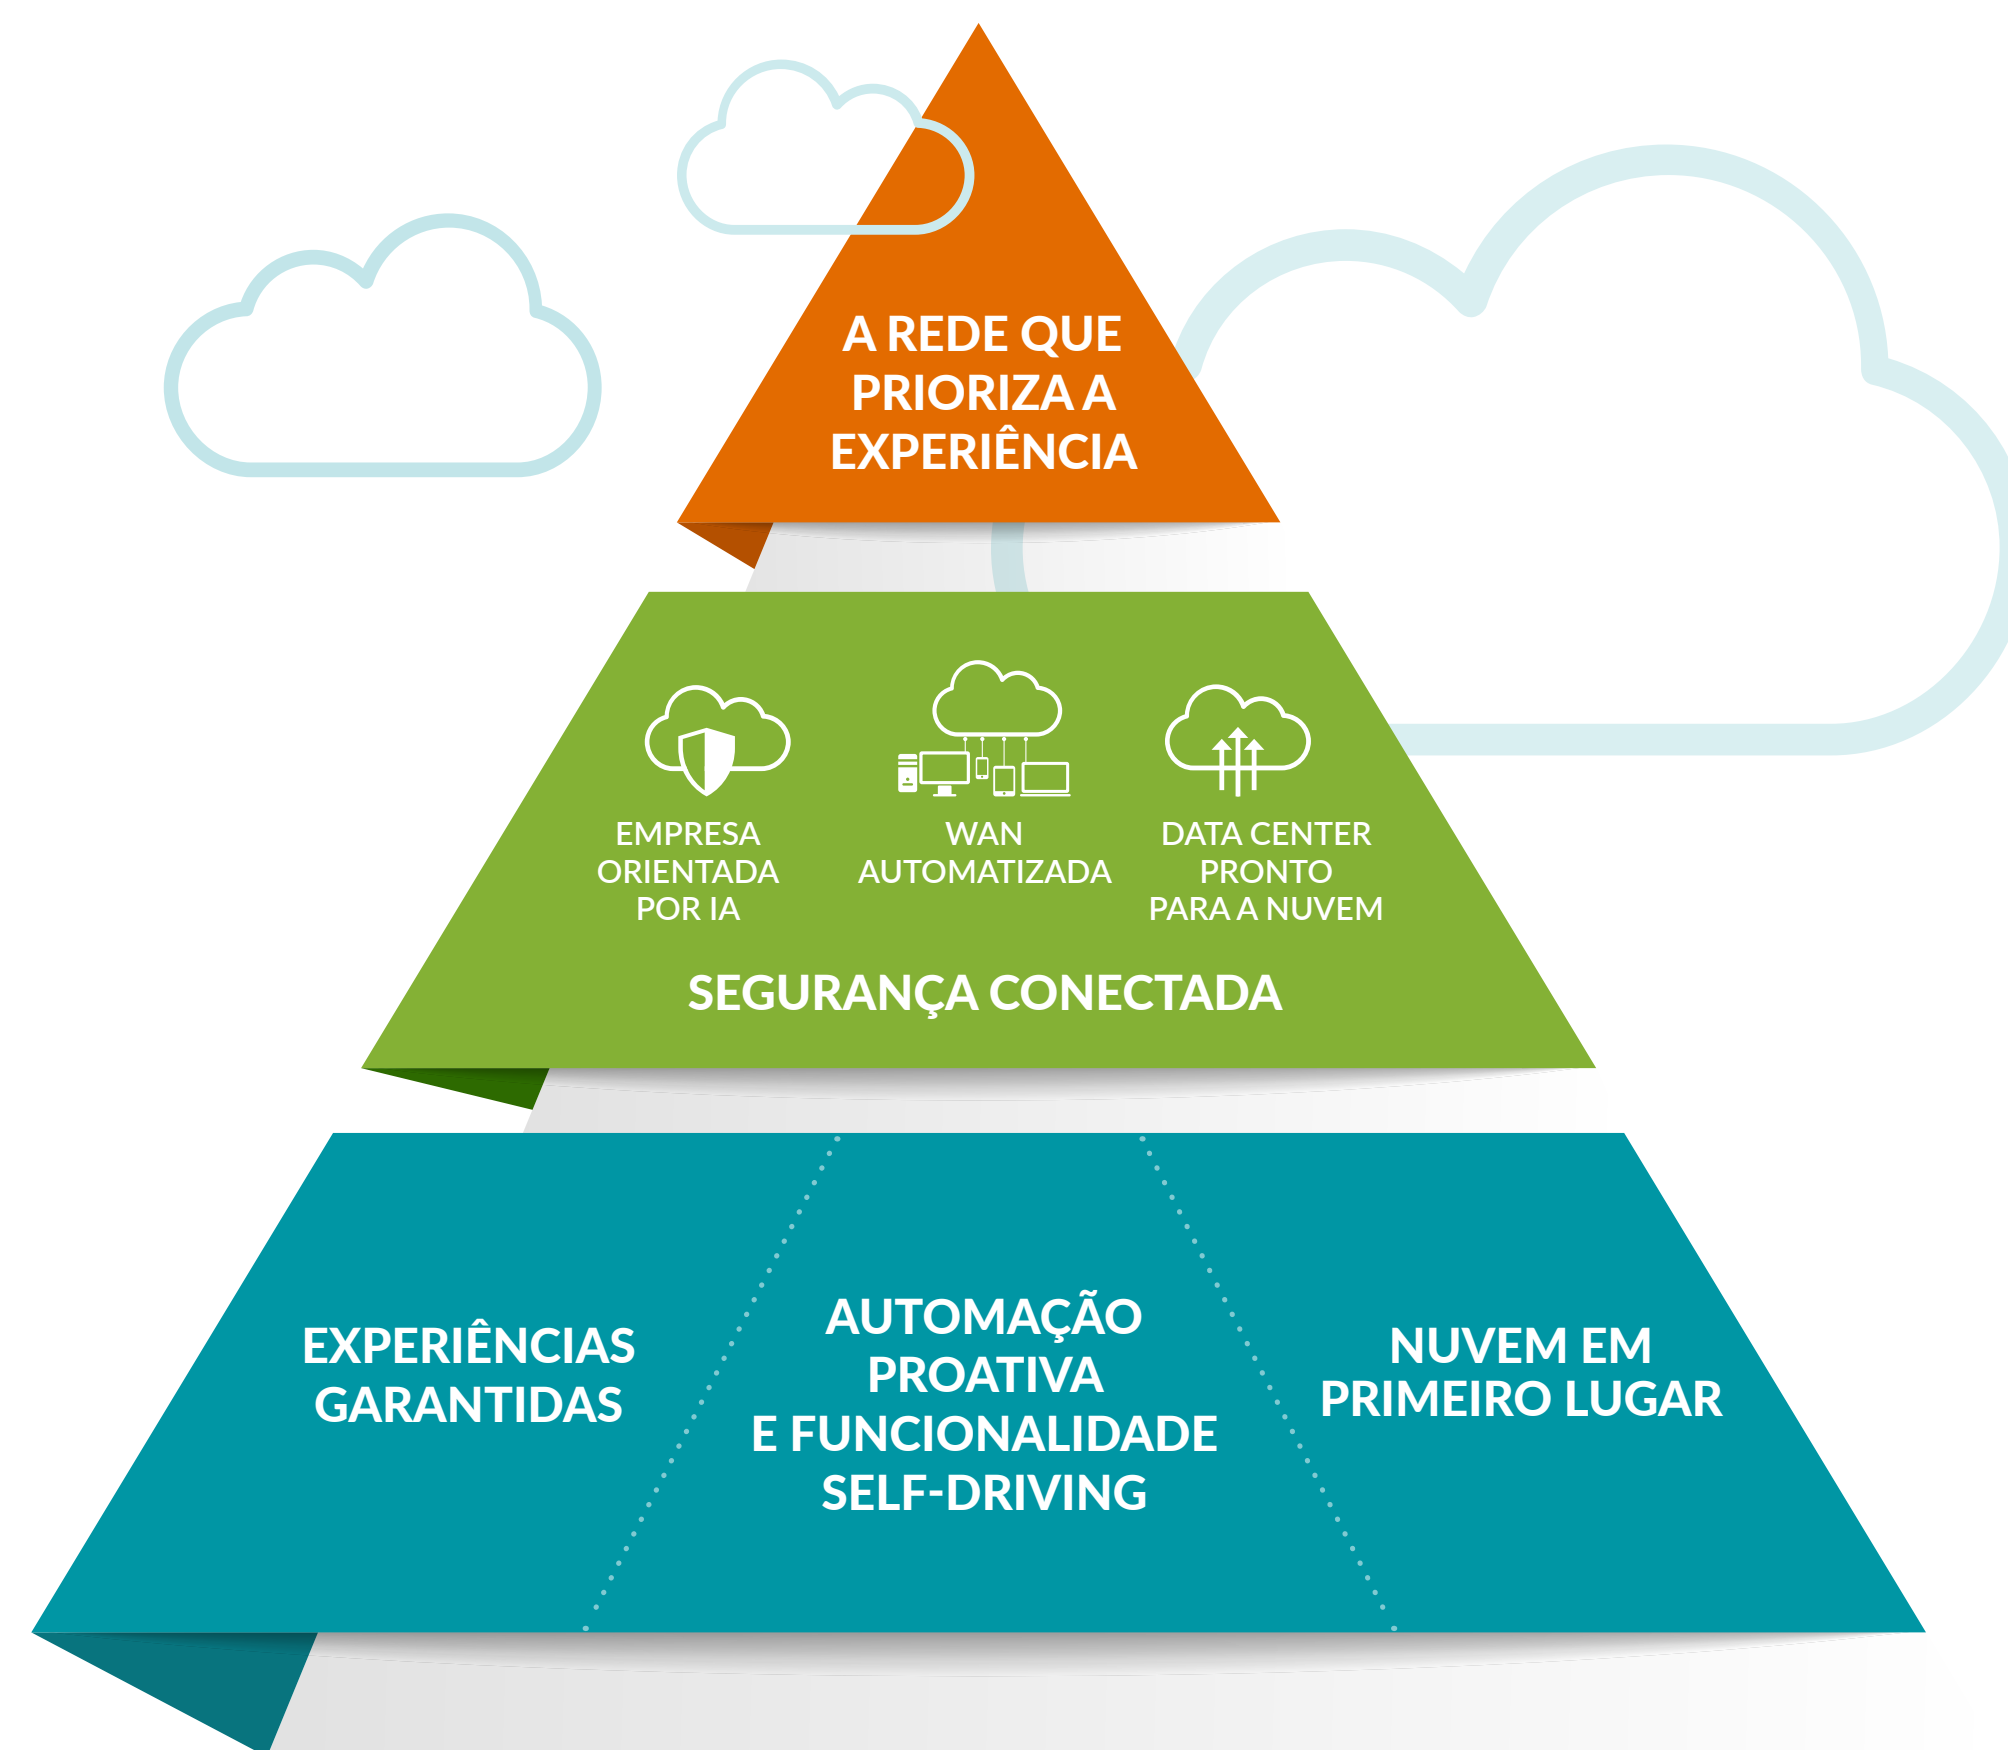 A REDE QUE
PRIORIZA A
EXPERIÊNCIA
EMPRESA
ORIENTADA
POR IA
WAN
AUTOMATIZADA
DATA CENTER
PRONTO
PARA A NUVEM
SEGURANÇA CONECTADA
EXPERIÊNCIAS
GARANTIDAS
AUTOMAÇÃO
PROATIVA
E FUNCIONALIDADE
SELF-DRIVING
NUVEM EM
PRIMEIRO LUGAR